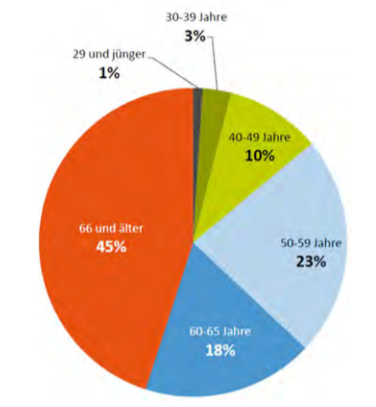 30-39 Jahre
3%
29 und jünger
1%
40-49 Jahre
10%
50-59 Jahre
23%
60-65 Jahre
18%
66 und älter
45%